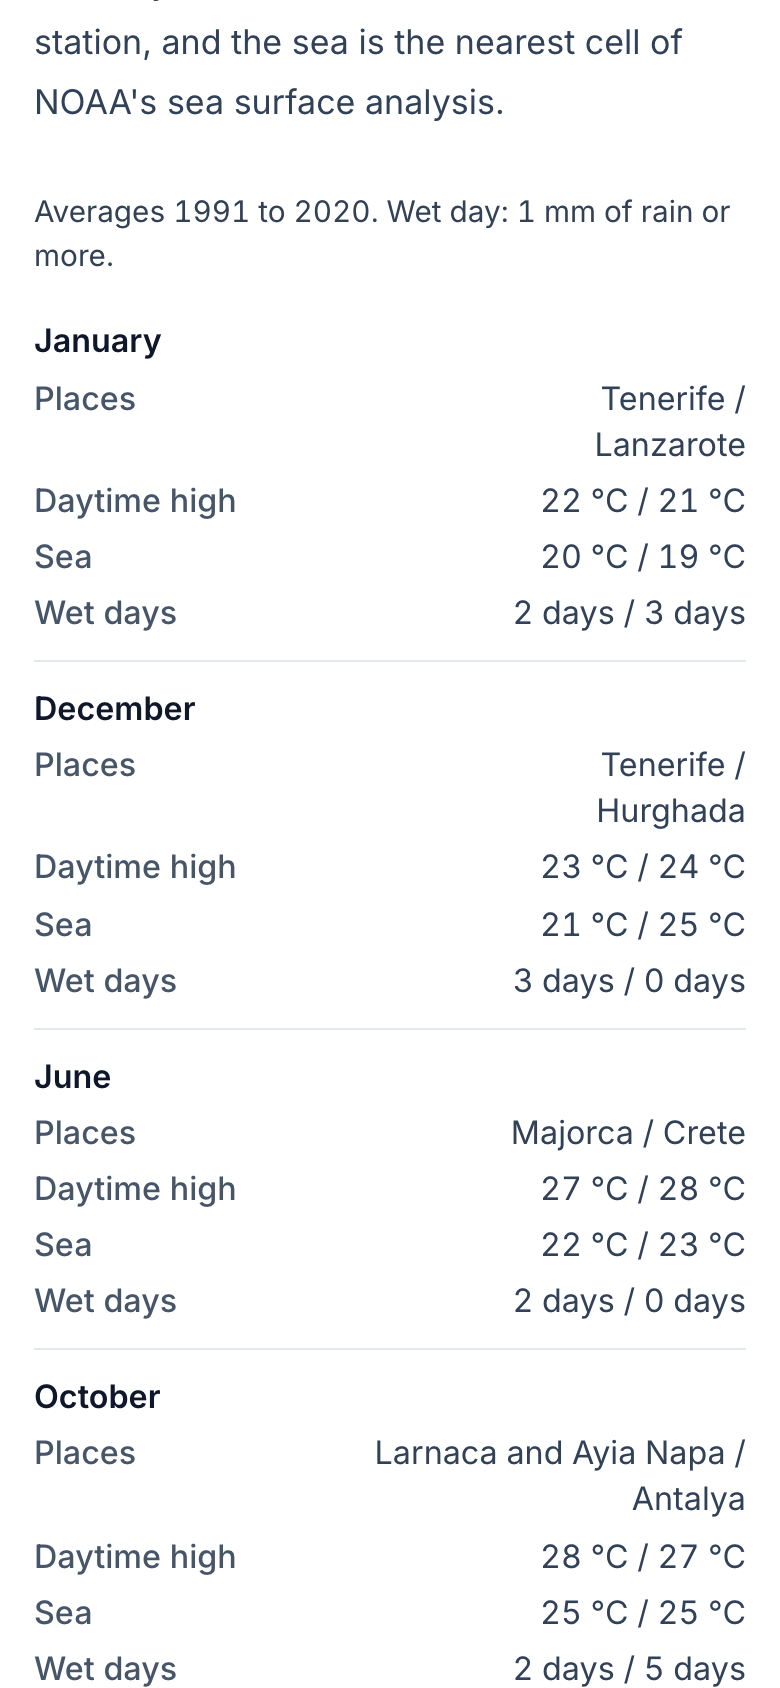 station, and the sea is the nearest cell of
NOAA's sea surface analysis.
Averages 1991 to 2020. Wet day: 1 mm of rain or
more.
January
Places Tenerife /
Lanzarote
Daytime high 22 °C / 21 °C
Sea 20 °C / 19 °C
Wet days 2 days / 3 days
December
Places Tenerife /
Hurghada
Daytime high 23 °C / 24 °C
Sea 21 °C / 25 °C
Wet days 3 days / 0 days
June
Places Majorca / Crete
Daytime high 27 °C / 28 °C
Sea 22 °C / 23 °C
Wet days 2 days / 0 days
October
Places Larnaca and Ayia Napa /
Antalya
Daytime high 28 °C / 27 °C
Sea 25 °C / 25 °C
Wet days 2 days / 5 days